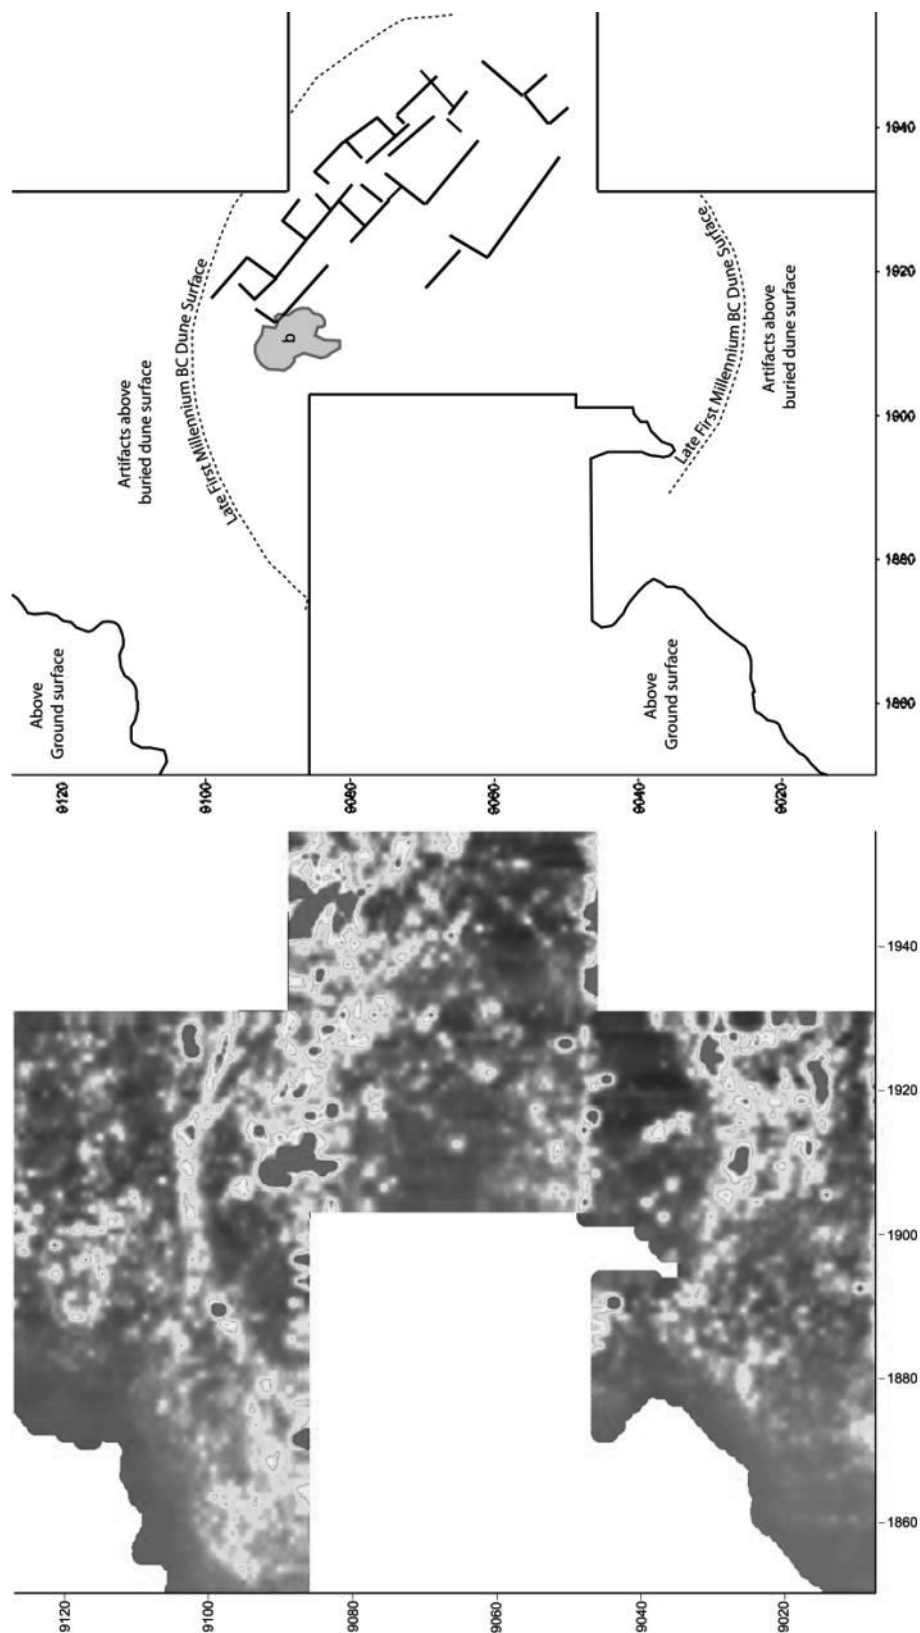 Above
Ground surface
Artifacts above
buried dune surface
Late First Millennium BC Dune Surface
b
Above
Ground surface
Late First Millennium BC Dune Surface
Artifacts above
buried dune surface
9120
9100
9080
9060
9040
9020
1860
1880
1900
1920
1940
9120
9100
9080
9060
9040
9020
1860
1880
1900
1920
1940